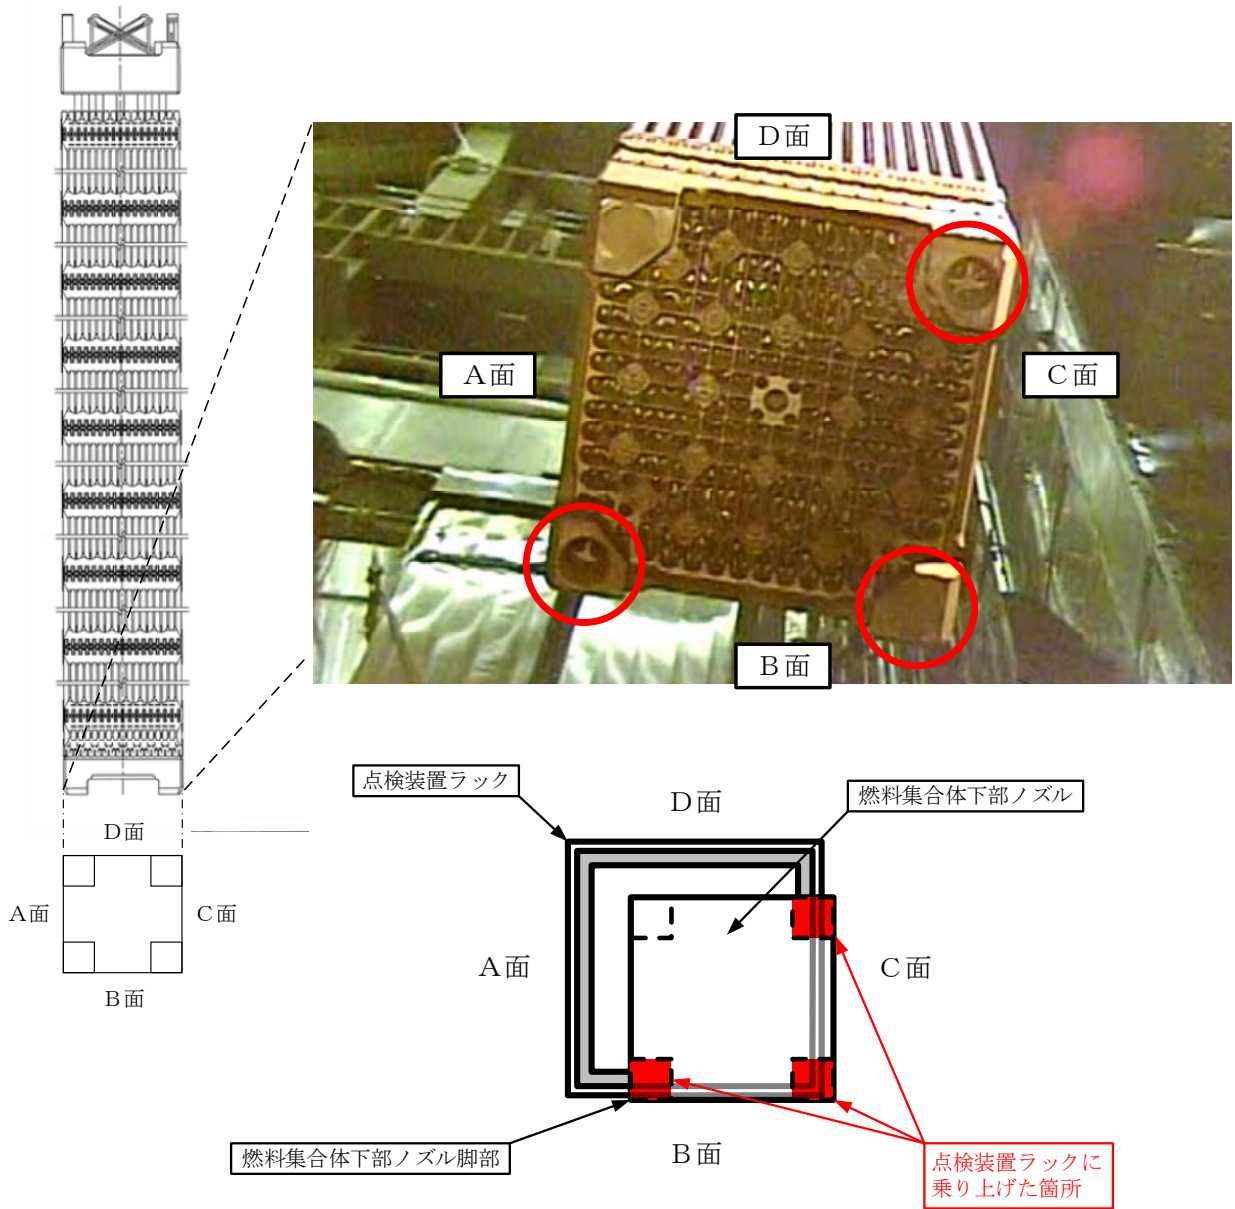 D面
A面
C面
B面
D面
A面
C面
B面
点検装置ラック
D面
燃料集合体下部ノズル
A面
C面
燃料集合体下部ノズル脚部
B面
点検装置ラックに
乗り上げた箇所